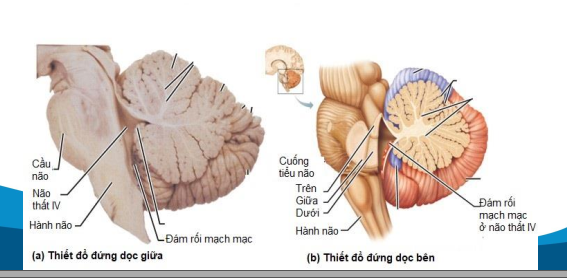 Cầu
não
Não
thất IV
Hành não
Đám rối mạch mạc
(a) Thiết đồ đứng dọc giữa
Cuống
tiểu não
Trên
Giữa
Dưới
Hành não
Đám rối
mạch mạc
ở não thất IV
(b) Thiết đồ đứng dọc bên